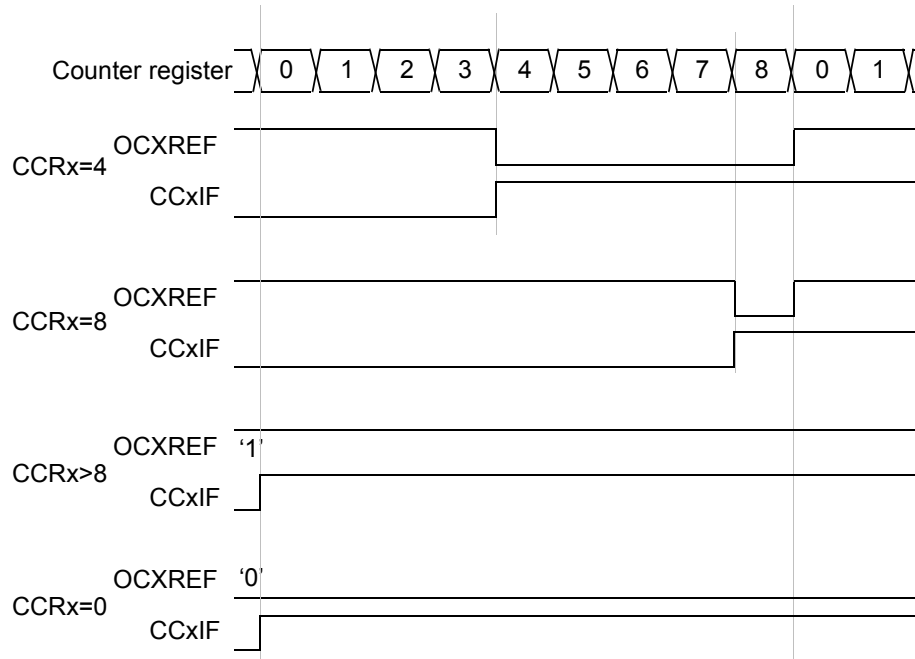 Counter register 0 1 2 3 4 5 6 7 8 0 1
CCRx=4
OCXREF
CCxIF
CCRx=8
OCXREF
CCxIF
CCRx>8
OCXREF ‘1’
CCxIF
CCRx=0
OCXREF ‘0’
CCxIF